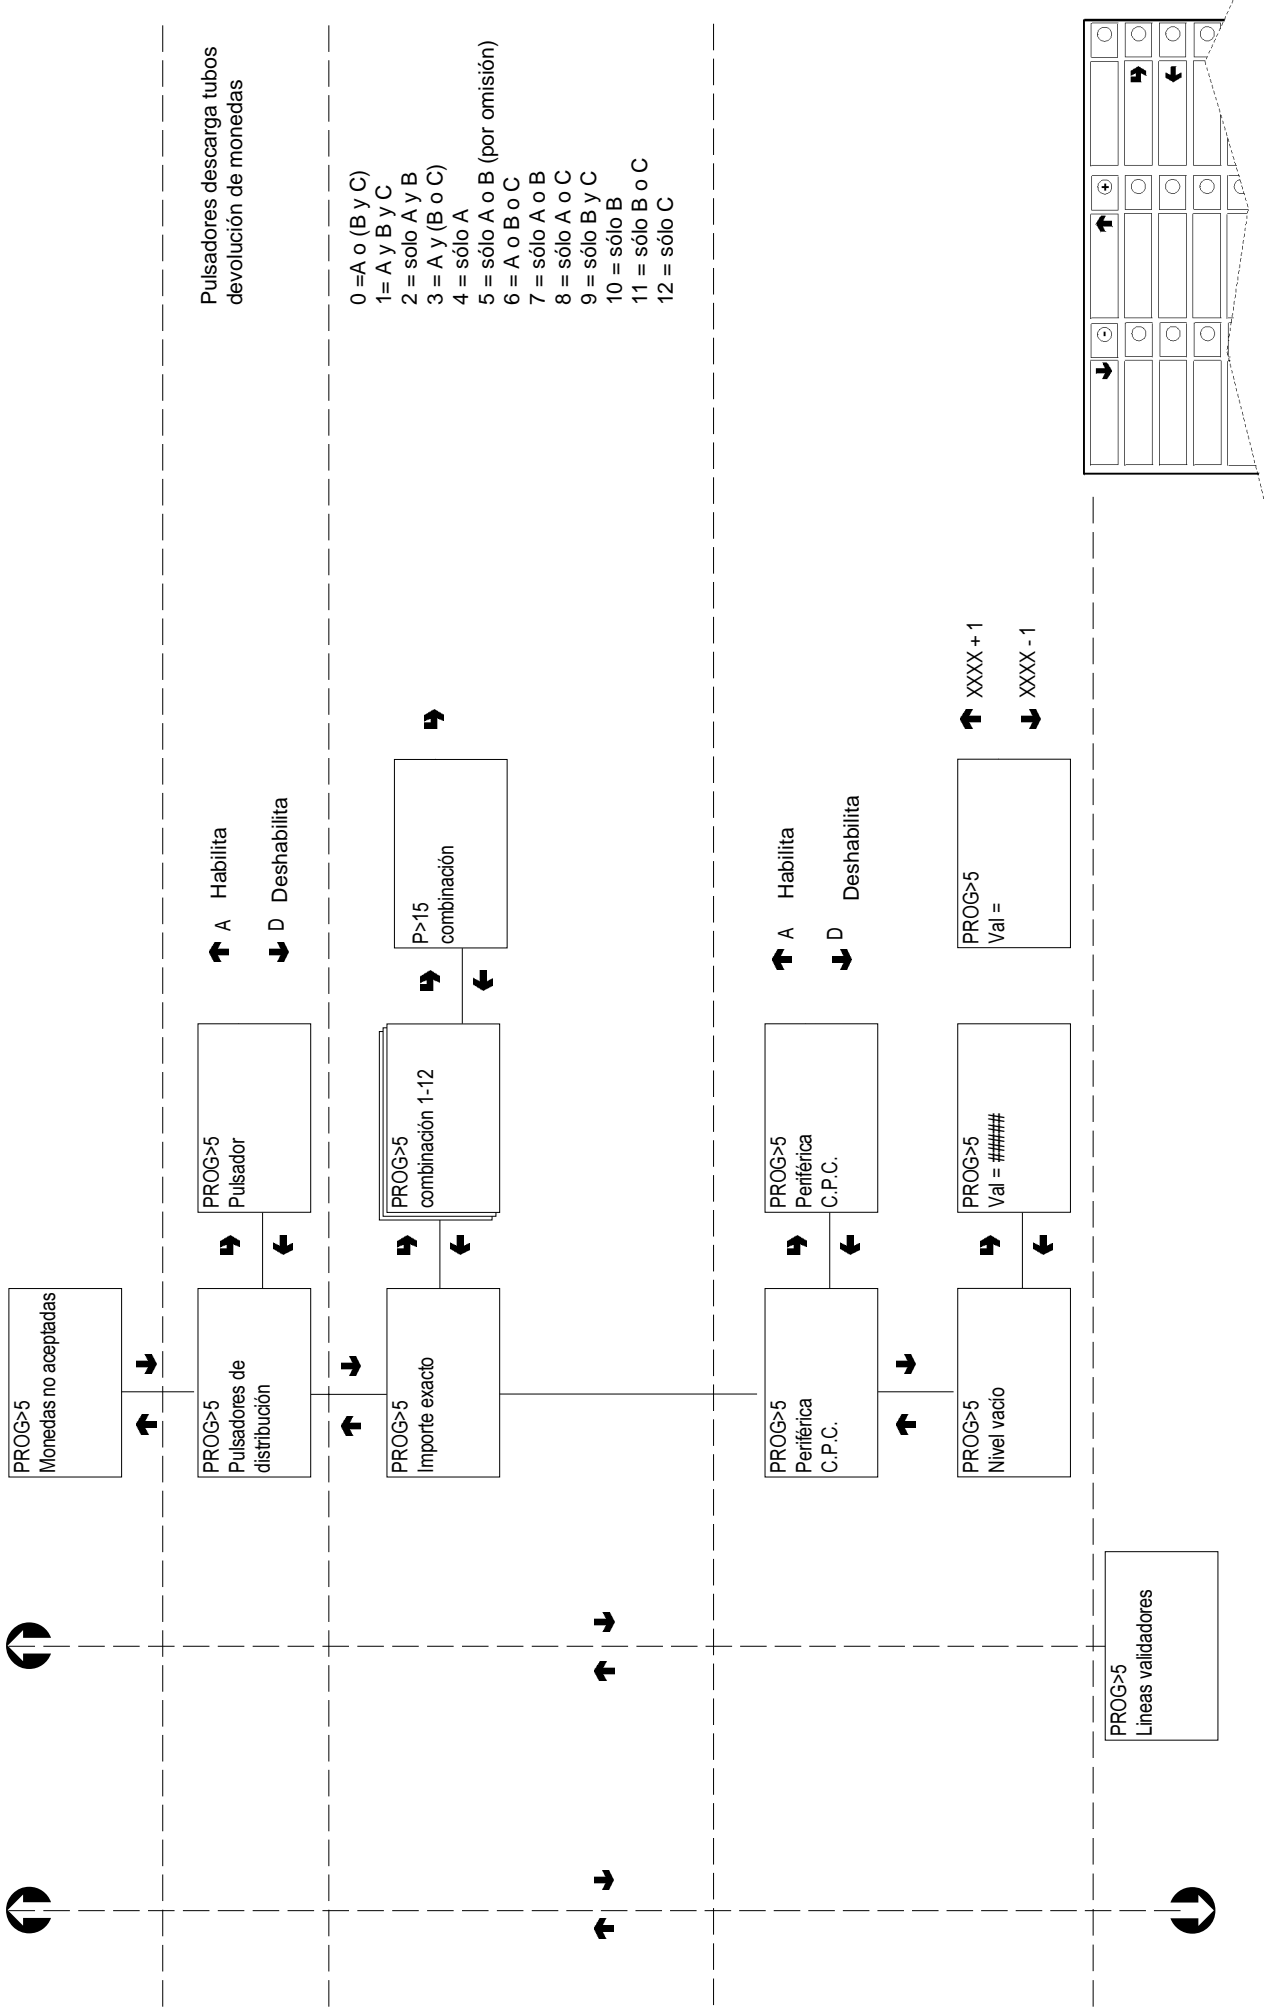 PROG>5
Monedas no aceptadas
PROG>5
Pulsadores de
distribución
PROG>5
Pulsador
A Habilita
D Deshabilita
Pulsadores descarga tubos
devolución de monedas
PROG>5
Importe exacto
PROG>5
combinación 1-12
P>15
combinación
0 =A o (B y C)
1= A y B y C
2 = solo A y B
3 = A y (B o C)
4 = sólo A
5 = sólo A o B (por omisión)
6 = A o B o C
7 = sólo A o B
8 = sólo A o C
9 = sólo B y C
10 = sólo B
11 = sólo B o C
12 = sólo C
PROG>5
Periférica
C.P.C.
PROG>5
Periférica
C.P.C.
A Habilita
D Deshabilita
PROG>5
Nivel vacío
PROG>5
Val = #####
PROG>5
Val =
XXXX + 1
XXXX - 1
PROG>5
Lineas validadores
- +